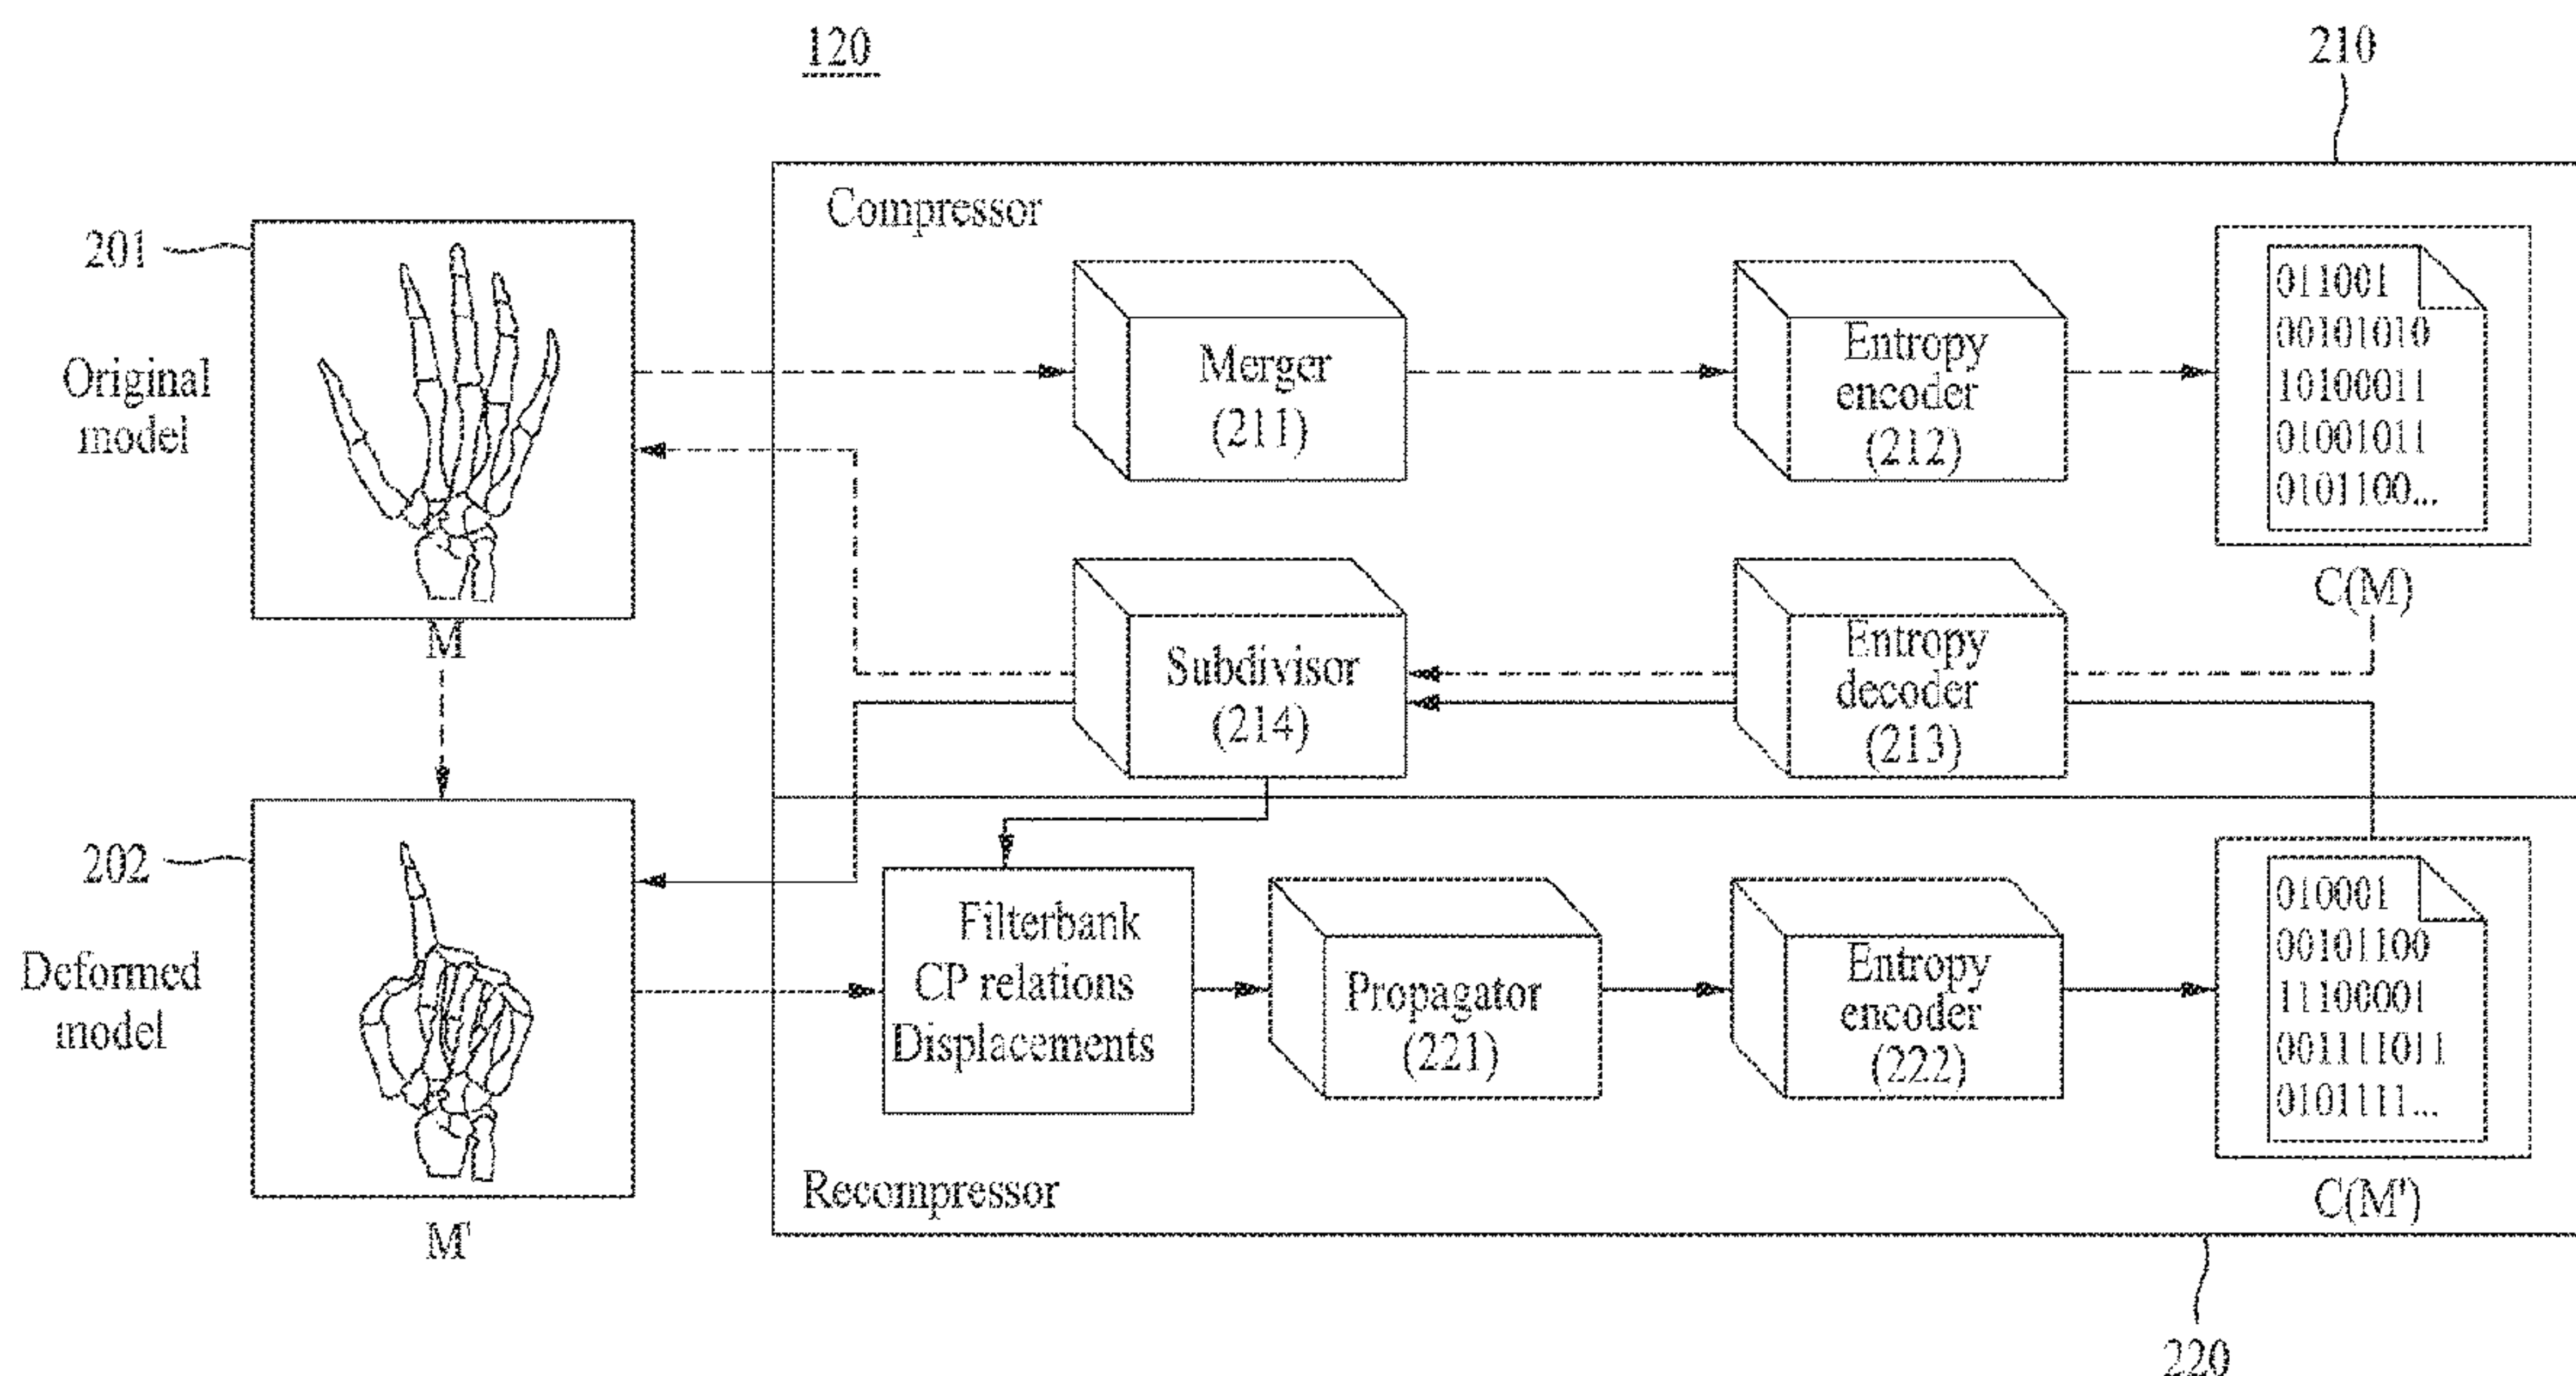 120
210
Compressor
201
Original
model
M
Merger
(211)
Entropy
encoder
(212)
011001
00101010
10100011
01001011
0101100...
C(M)
Subdivisor
(214)
Entropy
decoder
(213)
202
Deformed
model
M'
Filterbank
CP relations
Displacements
Propagator
(221)
Entropy
encoder
(222)
010001
00101100
11100001
001111011
0101111...
C(M')
Recompressor
220